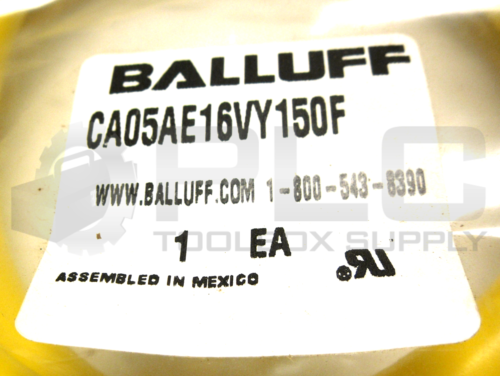 BALLUFF
CA05AE16VY150F
WWW.BALLUFF.COM 1-800-543-8390
PLC
TOOLBOX SUPPLY
1 EA
ASSEMBLED IN MEXICO